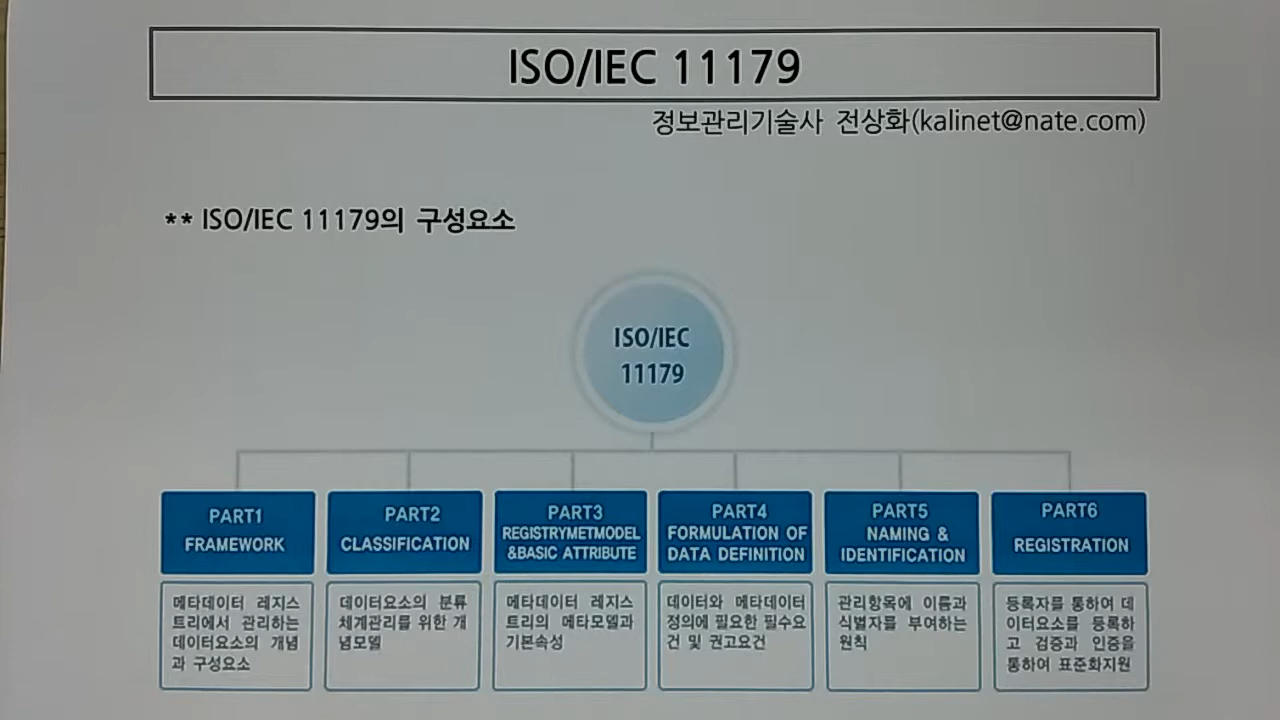 ISO/IEC 11179
정보관리기술사 전상화(kalinet@nate.com)
** ISO/IEC 11179의 구성요소
ISO/IEC
11179
PART1
FRAMEWORK
메타데이터 레지스
트리에서 관리하는
데이터요소의 개념
과 구성요소
PART2
CLASSIFICATION
데이터요소의 분류
체계관리를 위한 개
념모델
PART3
REGISTRYMETMODEL
&BASIC ATTRIBUTE
메타데이터 레지스
트리의 메타모델과
기본속성
PART4
FORMULATION OF
DATA DEFINITION
데이터와 메타데이터
정의에 필요한 필수요
건 및 권고요건
PART5
NAMING &
IDENTIFICATION
관리항목에 이름과
식별자를 부여하는
원칙
PART6
REGISTRATION
등록자를 통하여 데
이터요소를 등록하
고 검증과 인증을
통하여 표준화지원